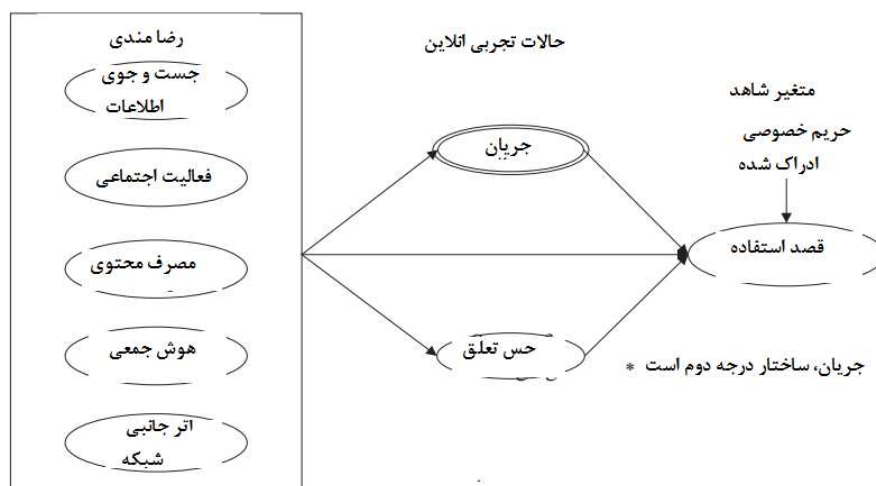 رضا مندی
جست و جوی
اطلاعات
فعالیت اجتماعی
مصرف محتوی
هوش جمعی
اتر جانبی
شبکه
حالات تجربی انلاین
جریان
حس تعلق
متغیر شاهد
حریم خصوصی
ادراک شده
قصد استفاده
جریان، ساختار درجه دوم است *